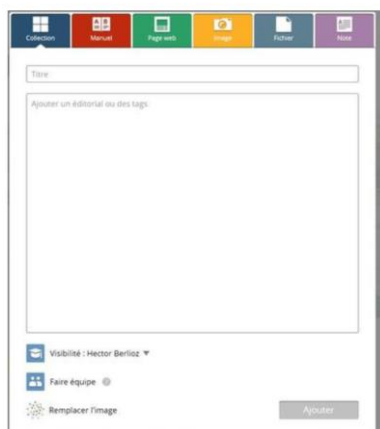 Collection Manuel Page web Image Fichier Note
Titre
Ajouter un éditorial ou des tags
Visibilité : Hector Berlioz
Faire équipe
Remplacer l'image
Ajouter